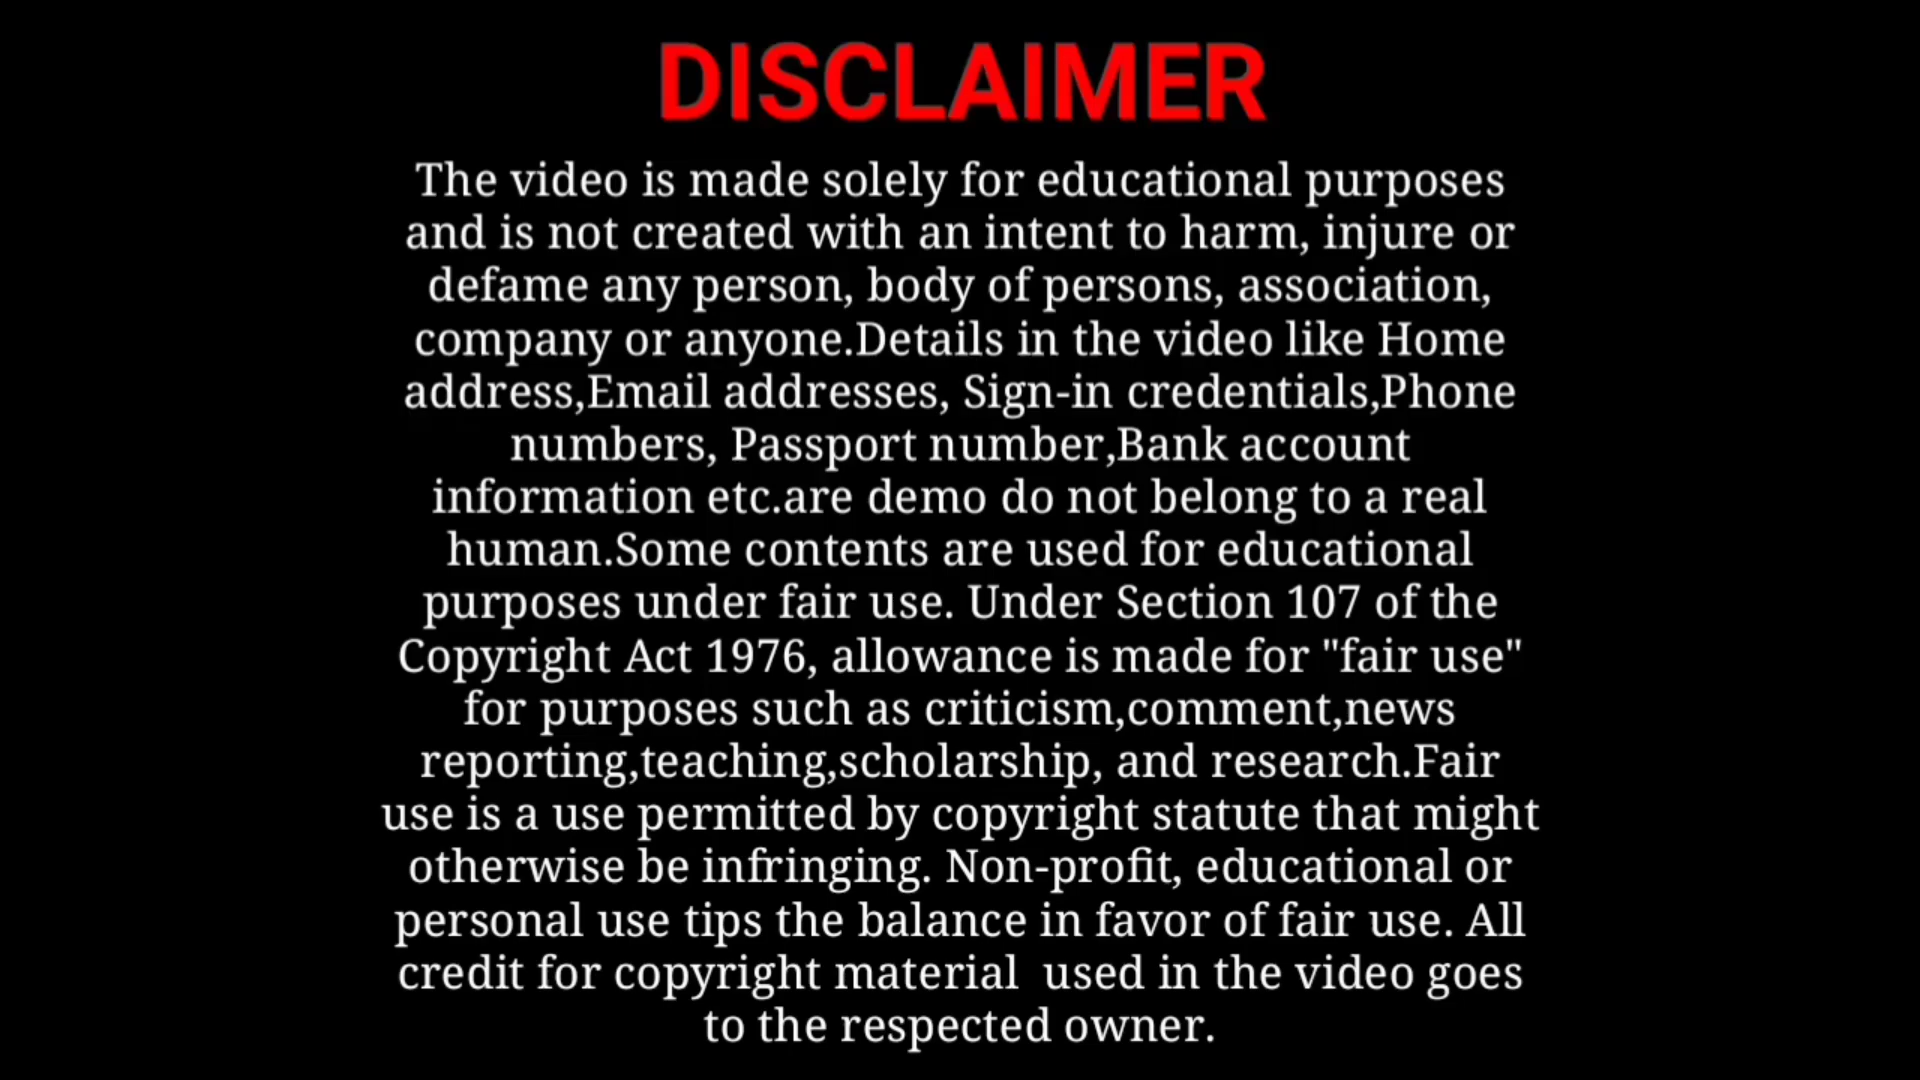 DISCLAIMER
The video is made solely for educational purposes
and is not created with an intent to harm, injure or
defame any person, body of persons, association,
company or anyone.Details in the video like Home
address,Email addresses, Sign-in credentials,Phone
numbers, Passport number,Bank account
information etc.are demo do not belong to a real
human.Some contents are used for educational
purposes under fair use. Under Section 107 of the
Copyright Act 1976, allowance is made for "fair use"
for purposes such as criticism,comment,news
reporting,teaching,scholarship, and research.Fair
use is a use permitted by copyright statute that might
otherwise be infringing. Non-profit, educational or
personal use tips the balance in favor of fair use. All
credit for copyright material  used in the video goes
to the respected owner.